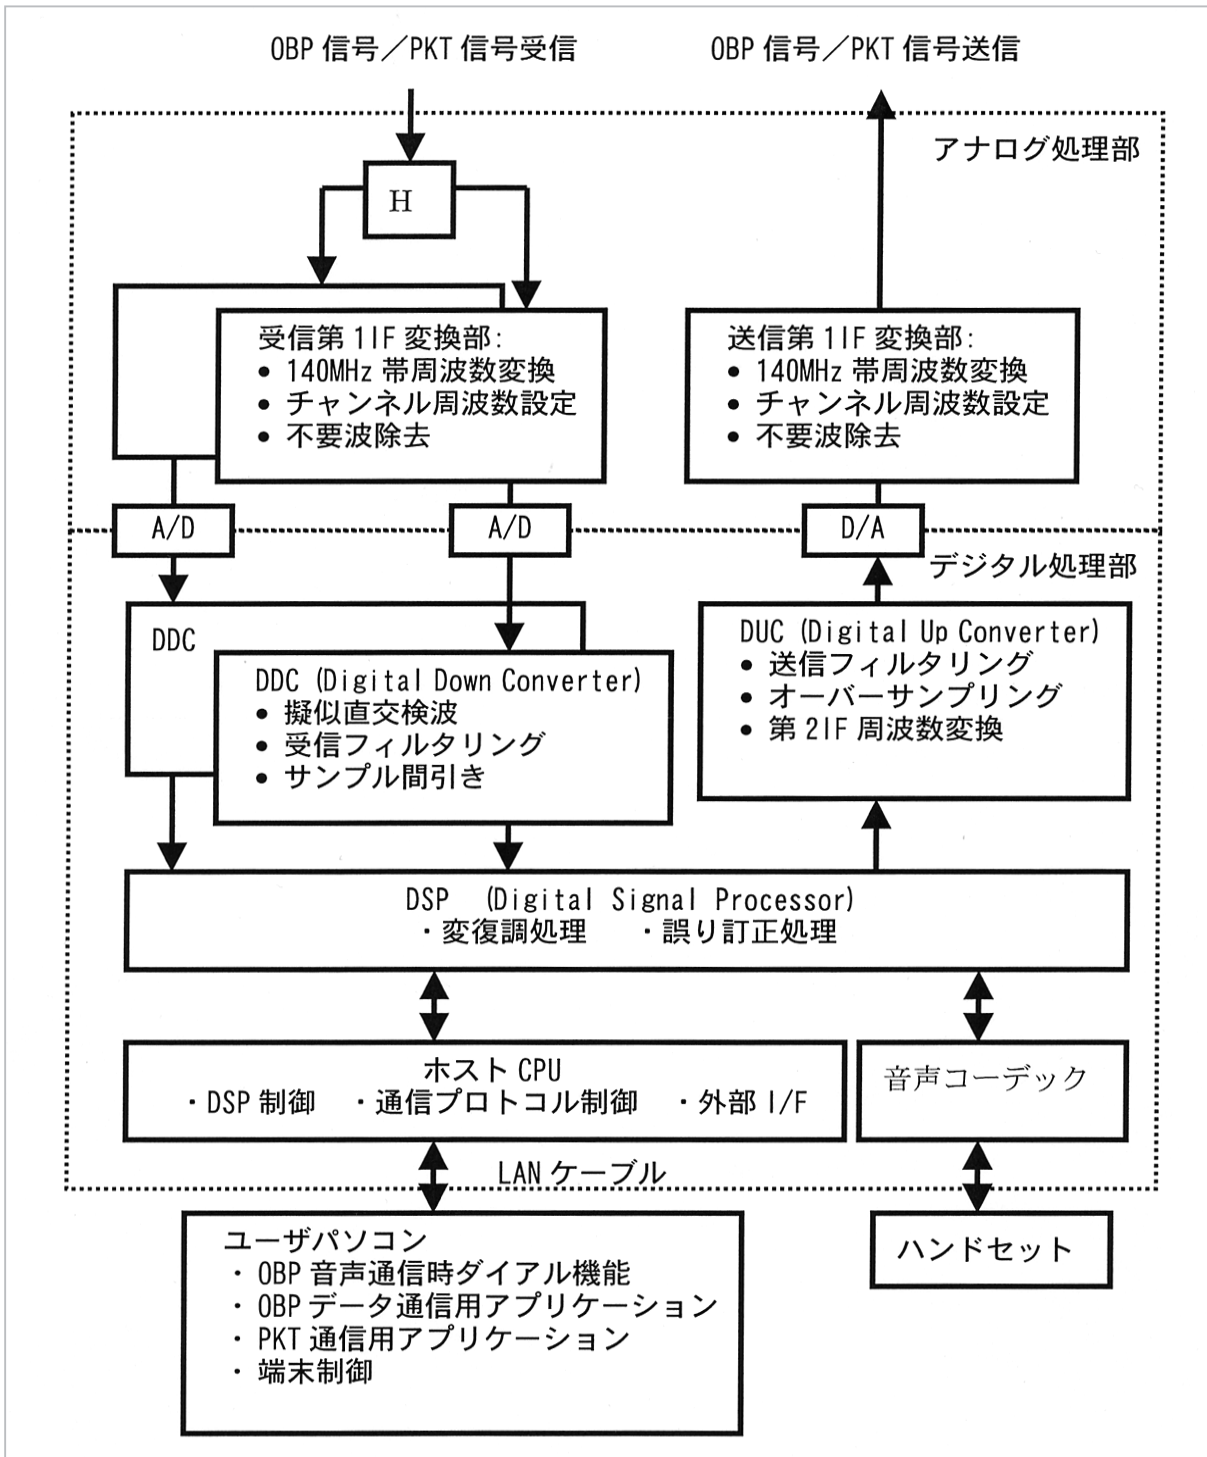 OBP 信号／PKT 信号受信
OBP 信号／PKT 信号送信
アナログ処理部
H
受信第 1IF 変換部:
● 140MHz 帯周波数変換
● チャンネル周波数設定
● 不要波除去
送信第 1IF 変換部:
● 140MHz 帯周波数変換
● チャンネル周波数設定
● 不要波除去
A/D
A/D
D/A
デジタル処理部
DDC
DDC (Digital Down Converter)
● 擬似直交検波
● 受信フィルタリング
● サンプル間引き
DUC (Digital Up Converter)
● 送信フィルタリング
● オーバーサンプリング
● 第 2IF 周波数変換
DSP (Digital Signal Processor)
・変復調処理 ・誤り訂正処理
ホスト CPU
・DSP 制御 ・通信プロトコル制御 ・外部 I/F
音声コーデック
LAN ケーブル
ユーザパソコン
・ OBP 音声通信時ダイアル機能
・ OBP データ通信用アプリケーション
・ PKT 通信用アプリケーション
・ 端末制御
ハンドセット